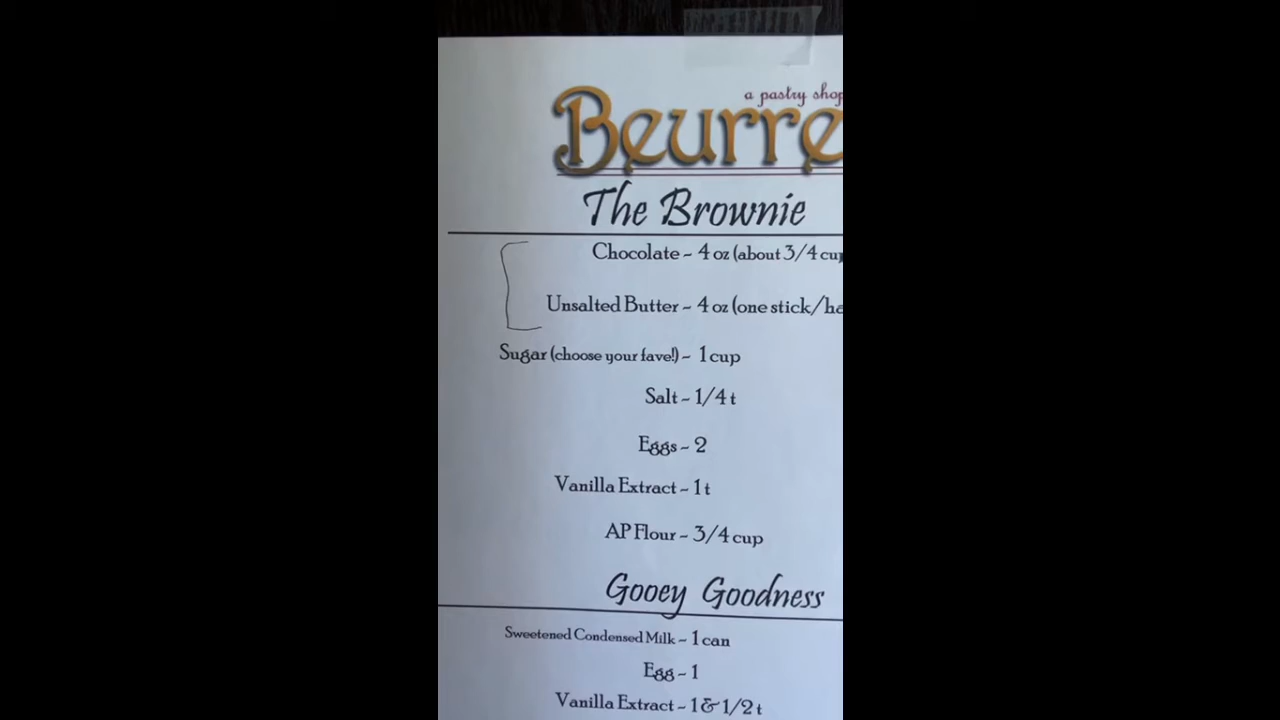 a pastry shop
Beurre
The Brownie
Chocolate ~ 4 oz (about 3/4
Unsalted Butter ~ 4 oz (one stick/
Sugar (choose your fave!) ~ 1 cup
Salt ~ 1/4 t
Eggs ~ 2
Vanilla Extract ~ 1 t
AP Flour ~ 3/4 cup
Gooey Goodness
Sweetened Condensed Milk ~ 1 can
Egg ~ 1
Vanilla Extract ~ 1 & 1/2 t